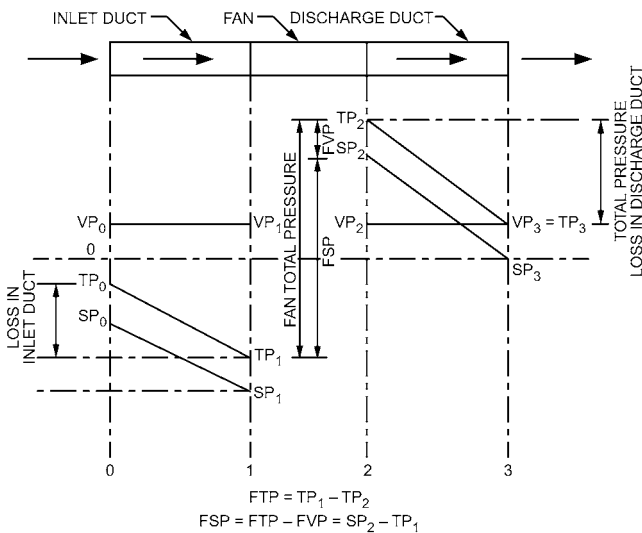 INLET DUCT
FAN
DISCHARGE DUCT
TP₂
FVP
SP₂
FAN TOTAL PRESSURE
FSP
TOTAL PRESSURE
LOSS IN DISCHARGE DUCT
VP₀
VP₁
VP₂
VP₃ = TP₃
0
TP₀
SP₃
LOSS IN
INLET DUCT
SP₀
TP₁
SP₁
0
1
2
3
FTP = TP₁ – TP₂
FSP = FTP – FVP = SP₂ – TP₁